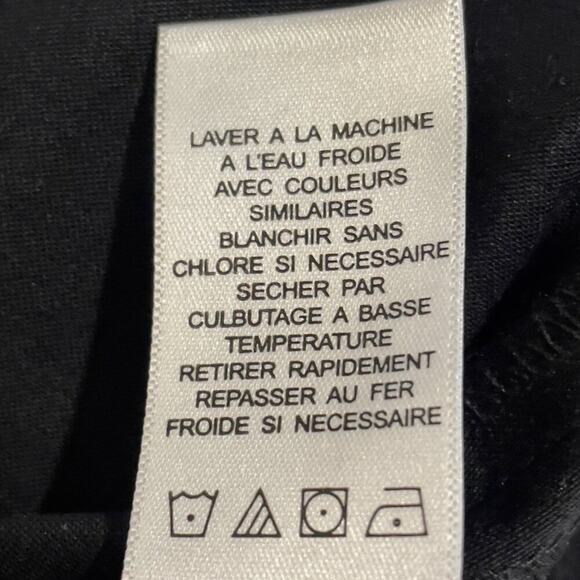 LAVER A LA MACHINE
A L'EAU FROIDE
AVEC COULEURS
SIMILAIRES
BLANCHIR SANS
CHLORE SI NECESSAIRE
SECHER PAR
CULBUTAGE A BASSE
TEMPERATURE
RETIRER RAPIDEMENT
REPASSER AU FER
FROIDE SI NECESSAIRE